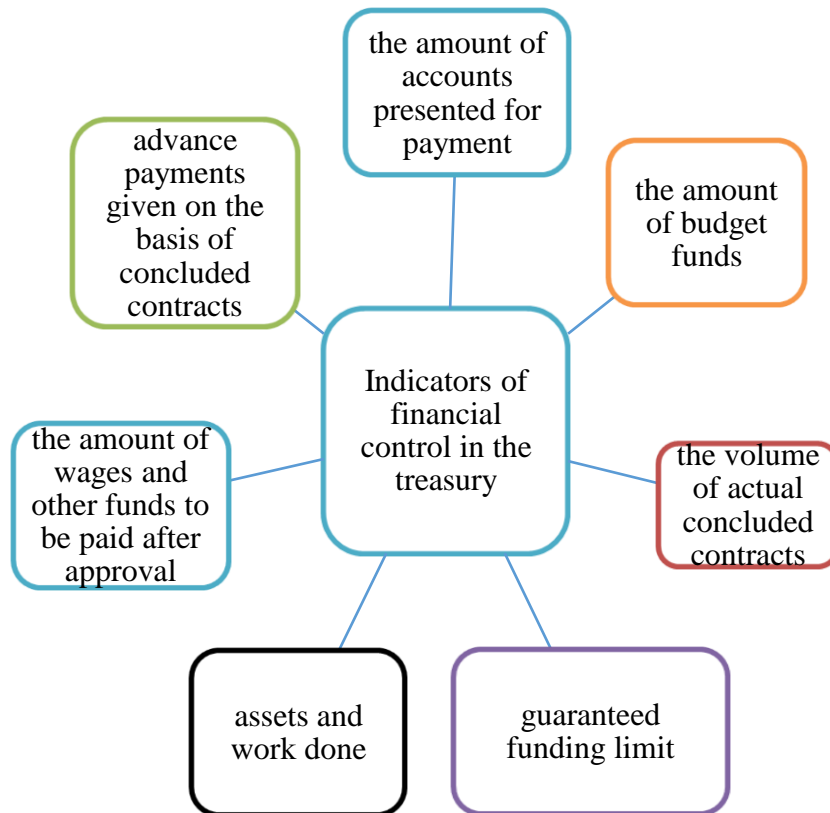 the amount of
accounts
presented for
payment
advance
payments
given on the
basis of
concluded
contracts
the amount
of budget
funds
Indicators of
financial
control in the
treasury
the amount of
wages and
other funds to
be paid after
approval
the volume
of actual
concluded
contracts
assets and
work done
guaranteed
funding limit